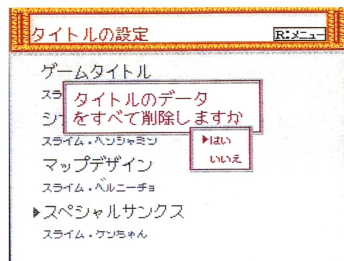 タイトルの設定
R:メニュー
ゲームタイトル
スラ
タイトルのデータ
をすべて削除しますか
シナ
スライム・ベンジャミン
▶はい
いいえ
マップデザイン
スライム・ベルニーチョ
▶スペシャルサンクス
スライム・ケンちゃん